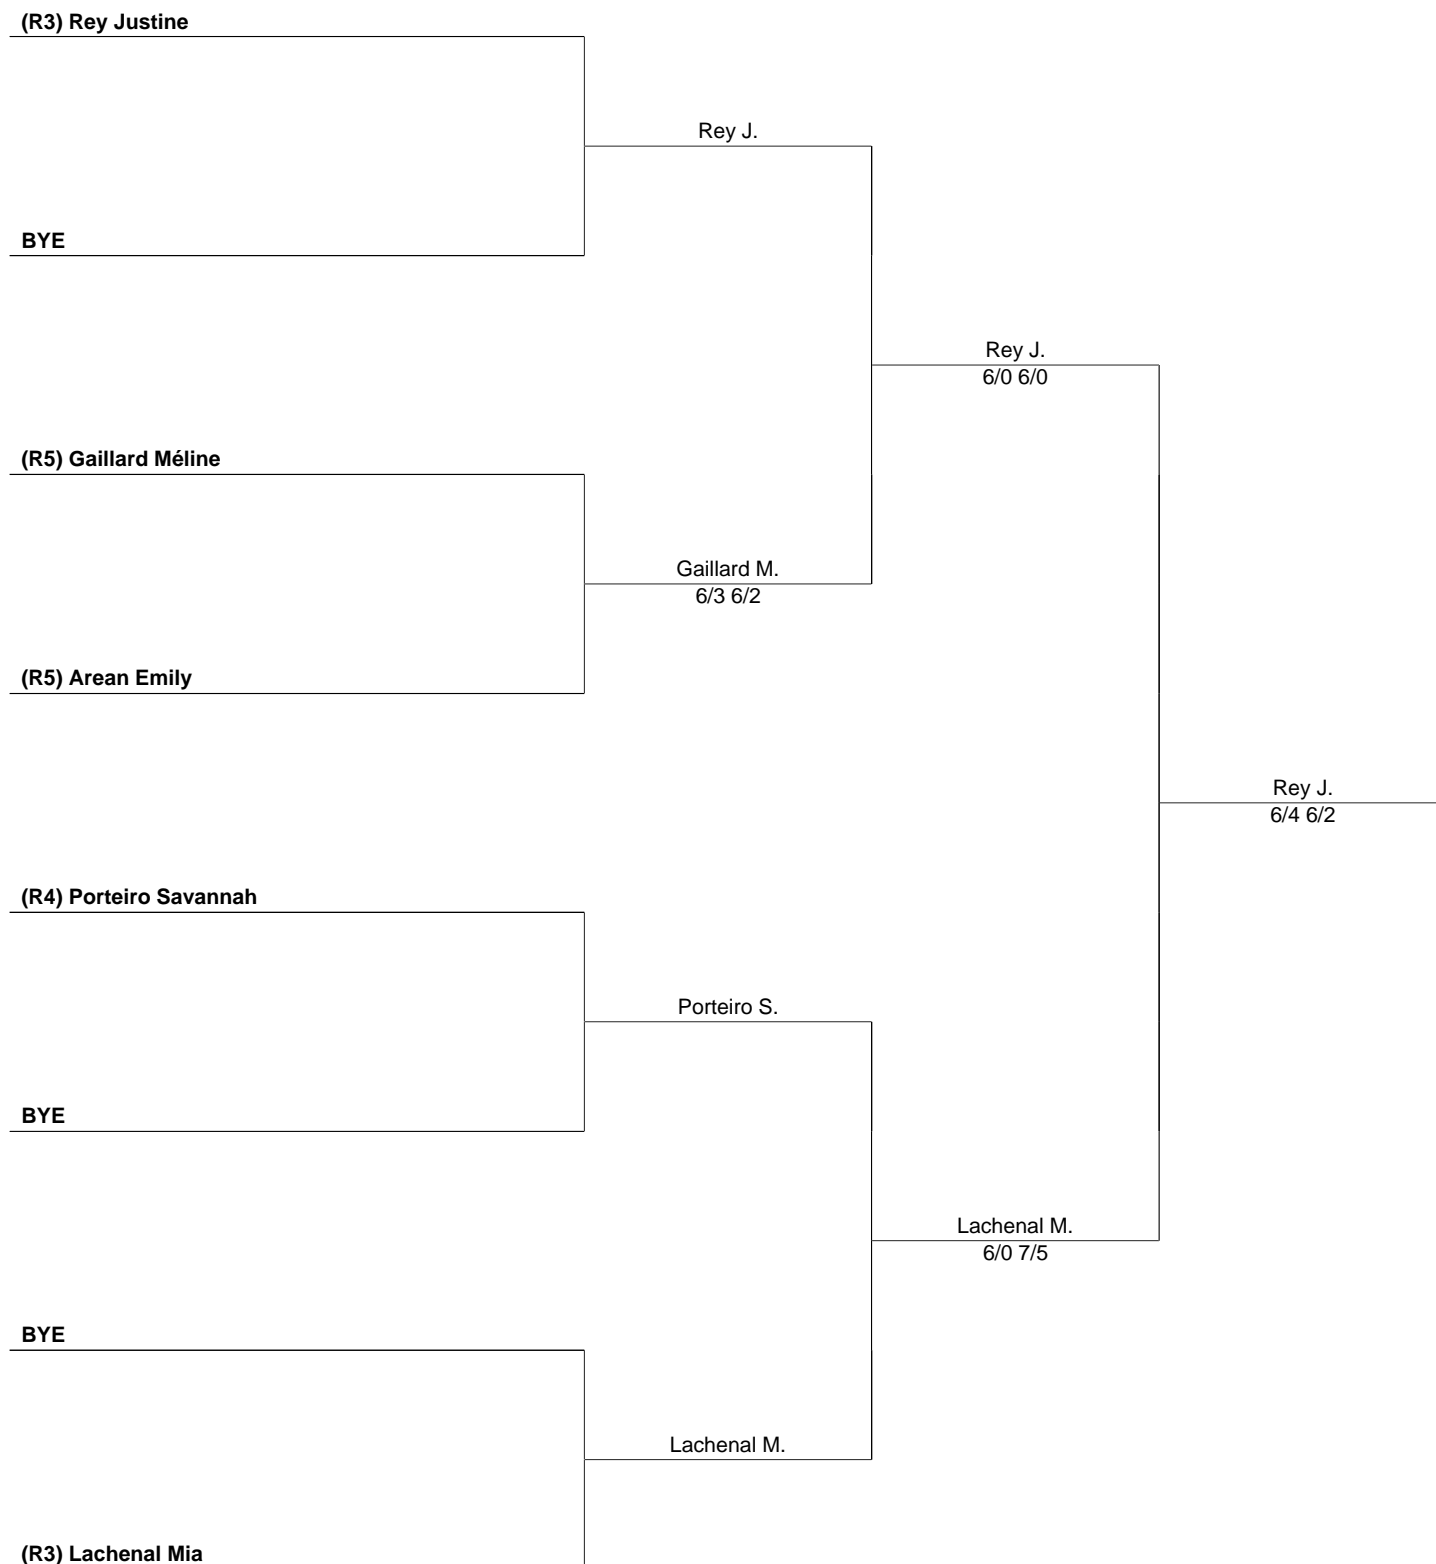 (R3) Rey Justine
Rey J.
BYE
Rey J.
6/0 6/0
(R5) Gaillard Méline
Gaillard M.
6/3 6/2
(R5) Arean Emily
Rey J.
6/4 6/2
(R4) Porteiro Savannah
Porteiro S.
BYE
Lachenal M.
6/0 7/5
BYE
Lachenal M.
(R3) Lachenal Mia